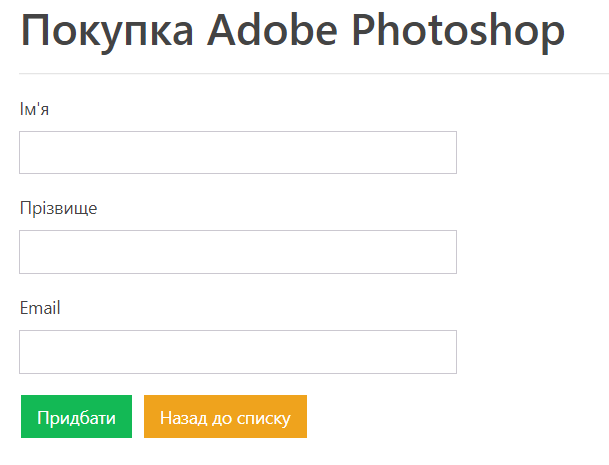 Покупка Adobe Photoshop
Ім'я
Прізвище
Email
Придбати Назад до списку